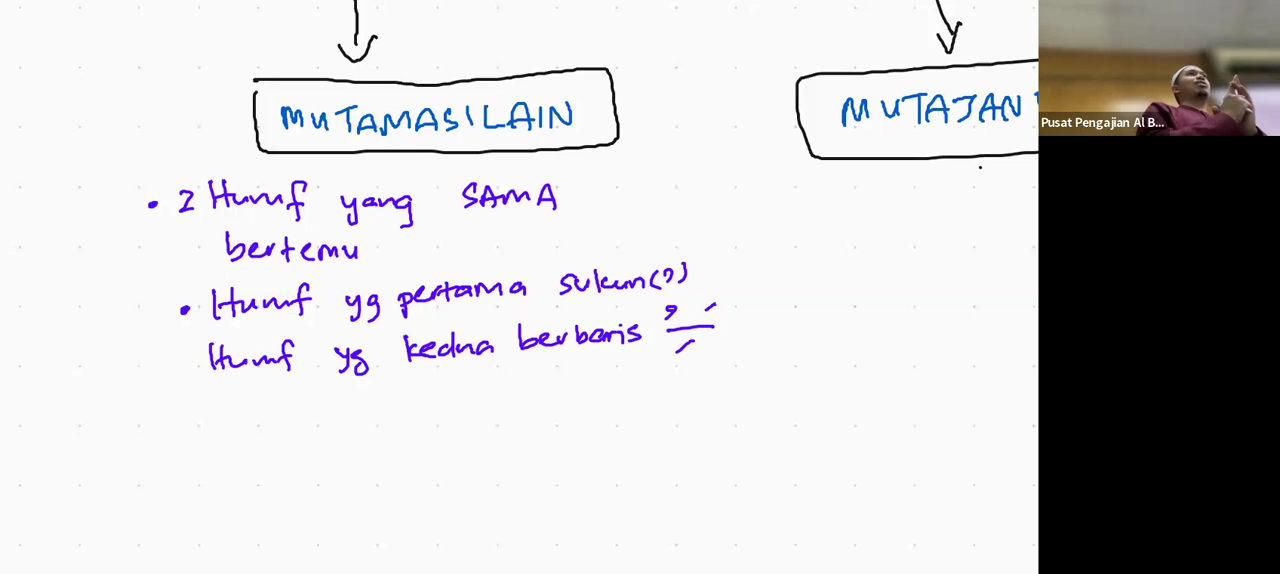 MUTAMASILAIN
MUTAJAN
Pusat Pengajian Al B...
• 2 Huruf yang SAMA
bertemu
• Huruf yg pertama sukun(ْ)
Huruf yg kedua berbaris